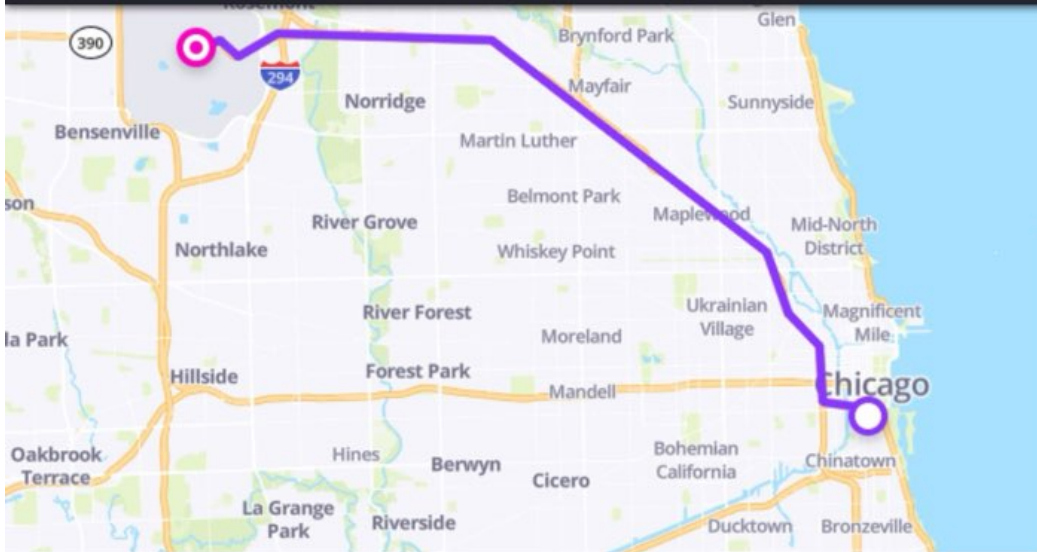 Rosemont
Glen
390
Brynford Park
294
Mayfair
Norridge
Sunnyside
Bensenville
Martin Luther
Belmont Park
son
Maplewood
River Grove
Mid-North
District
Northlake
Whiskey Point
River Forest
Ukrainian
Village
Magnificent
Mile
la Park
Moreland
Hillside
Forest Park
Chicago
Mandell
Oakbrook
Terrace
Hines
Berwyn
Bohemian
California
Chinatown
Cicero
La Grange
Park
Riverside
Ducktown
Bronzeville